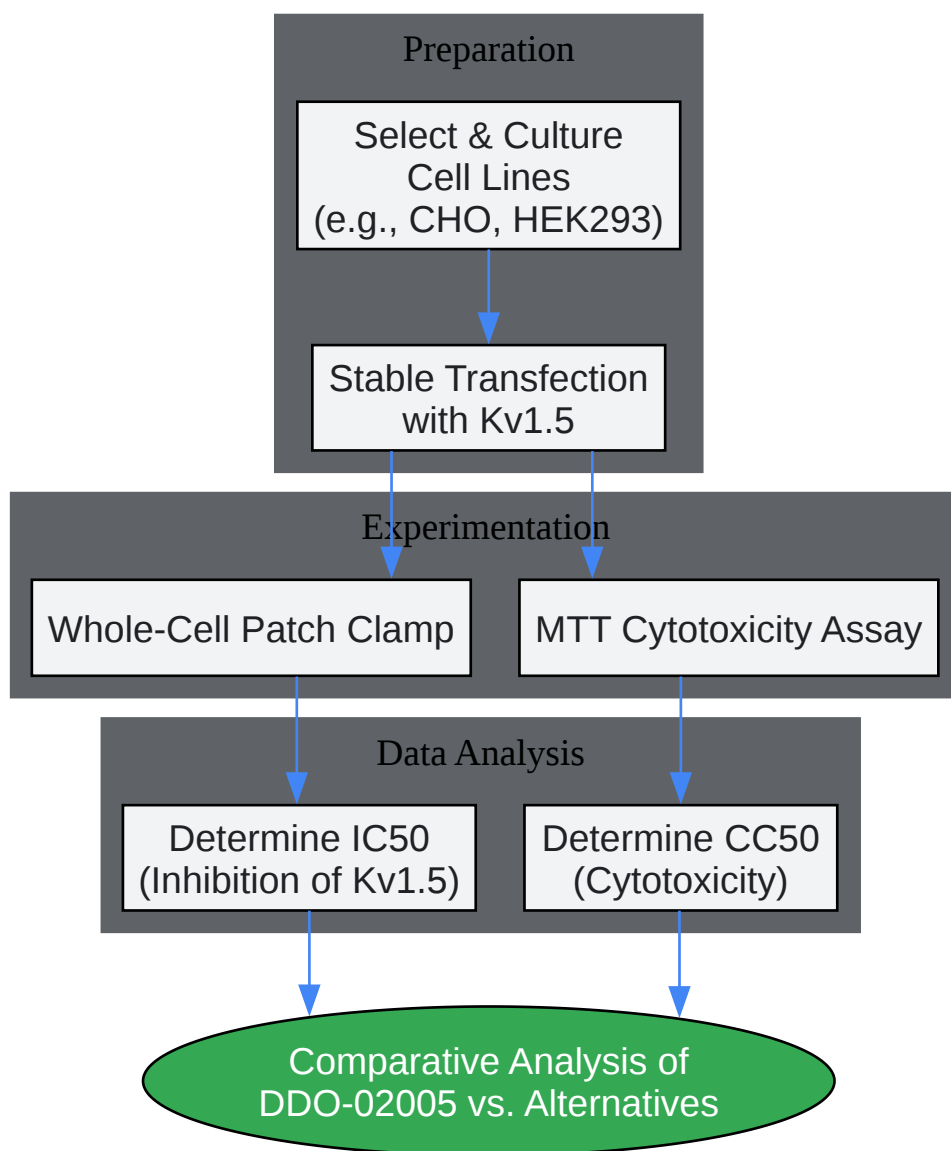 Preparation
Select & Culture
Cell Lines
(e.g., CHO, HEK293)
Stable Transfection
with Kv1.5
Experimentation
Whole-Cell Patch Clamp
MTT Cytotoxicity Assay
Data Analysis
Determine IC50
(Inhibition of Kv1.5)
Determine CC50
(Cytotoxicity)
Comparative Analysis of
DDO-02005 vs. Alternatives